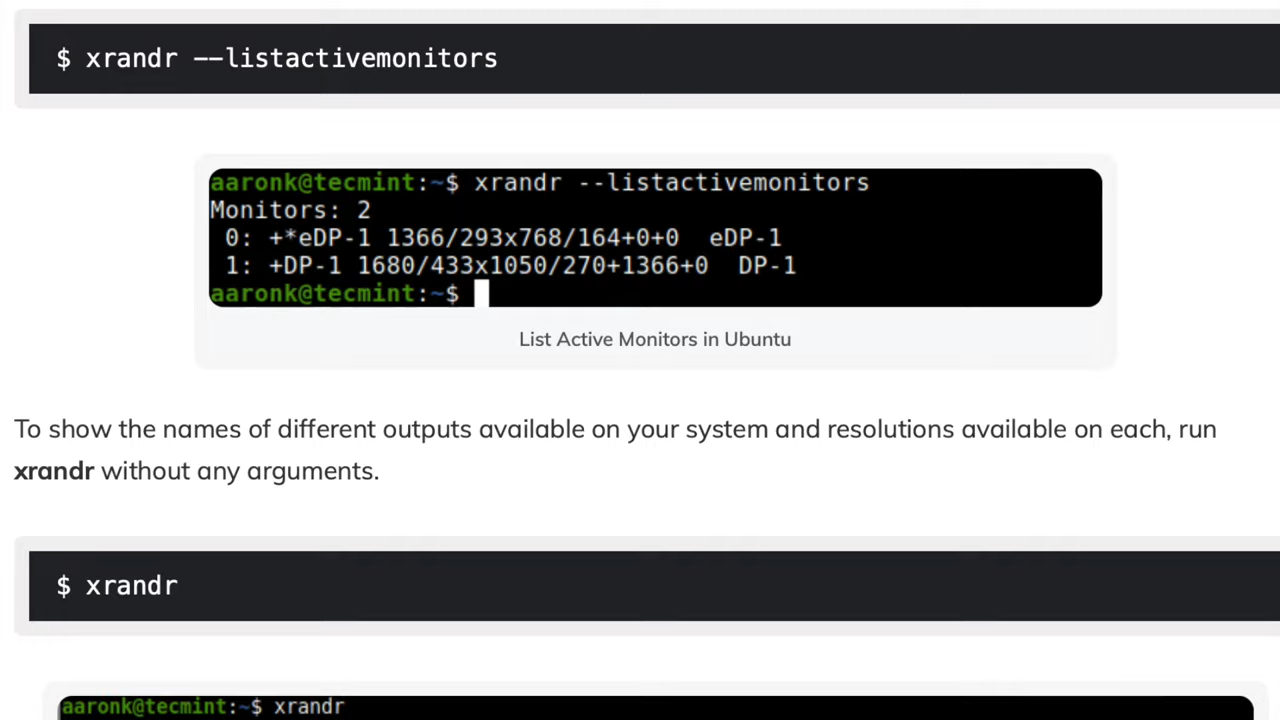 $ xrandr --listactivemonitors
aaronk@tecmint:~$ xrandr --listactivemonitors
Monitors: 2
 0: +*eDP-1 1366/293x768/164+0+0  eDP-1
 1: +DP-1 1680/433x1050/270+1366+0  DP-1
aaronk@tecmint:~$
List Active Monitors in Ubuntu
To show the names of different outputs available on your system and resolutions available on each, run
xrandr without any arguments.
$ xrandr
aaronk@tecmint:~$ xrandr